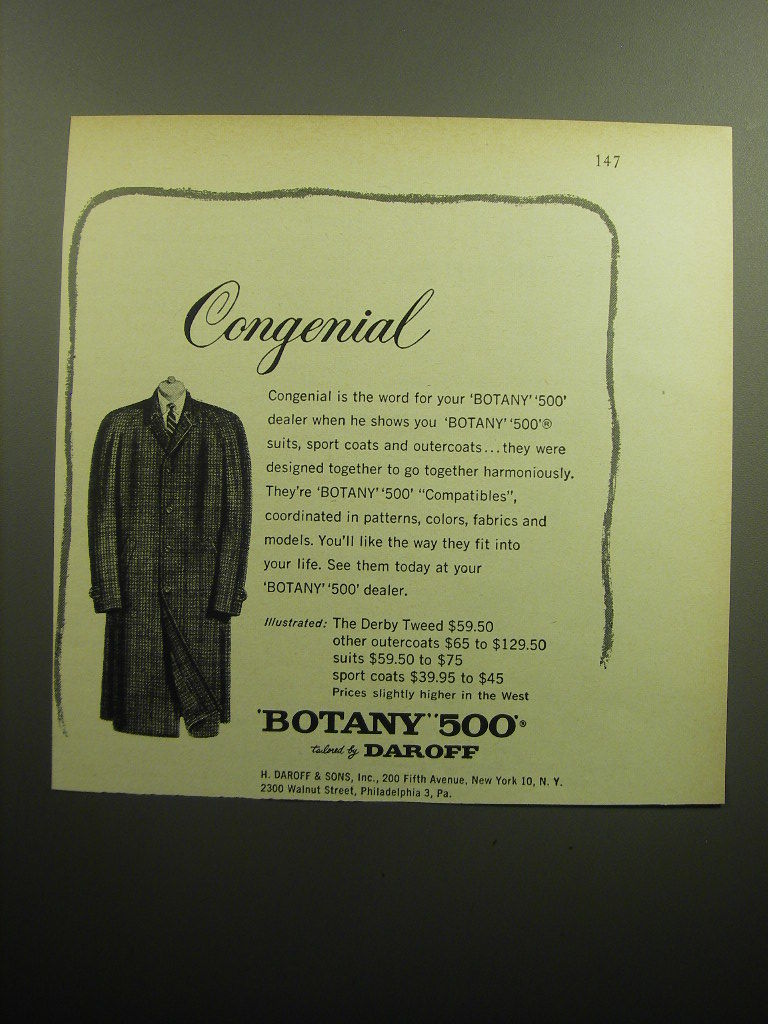 147
Congenial
Congenial is the word for your 'BOTANY' '500'
dealer when he shows you 'BOTANY' '500'®
suits, sport coats and outercoats...they were
designed together to go together harmoniously.
They're 'BOTANY' '500' "Compatibles",
coordinated in patterns, colors, fabrics and
models. You'll like the way they fit into
your life. See them today at your
'BOTANY' '500' dealer.
Illustrated: The Derby Tweed $59.50
other outercoats $65 to $129.50
suits $59.50 to $75
sport coats $39.95 to $45
Prices slightly higher in the West
'BOTANY' '500'®
tailored by DAROFF
H. DAROFF & SONS, Inc., 200 Fifth Avenue, New York 10, N. Y.
2300 Walnut Street, Philadelphia 3, Pa.